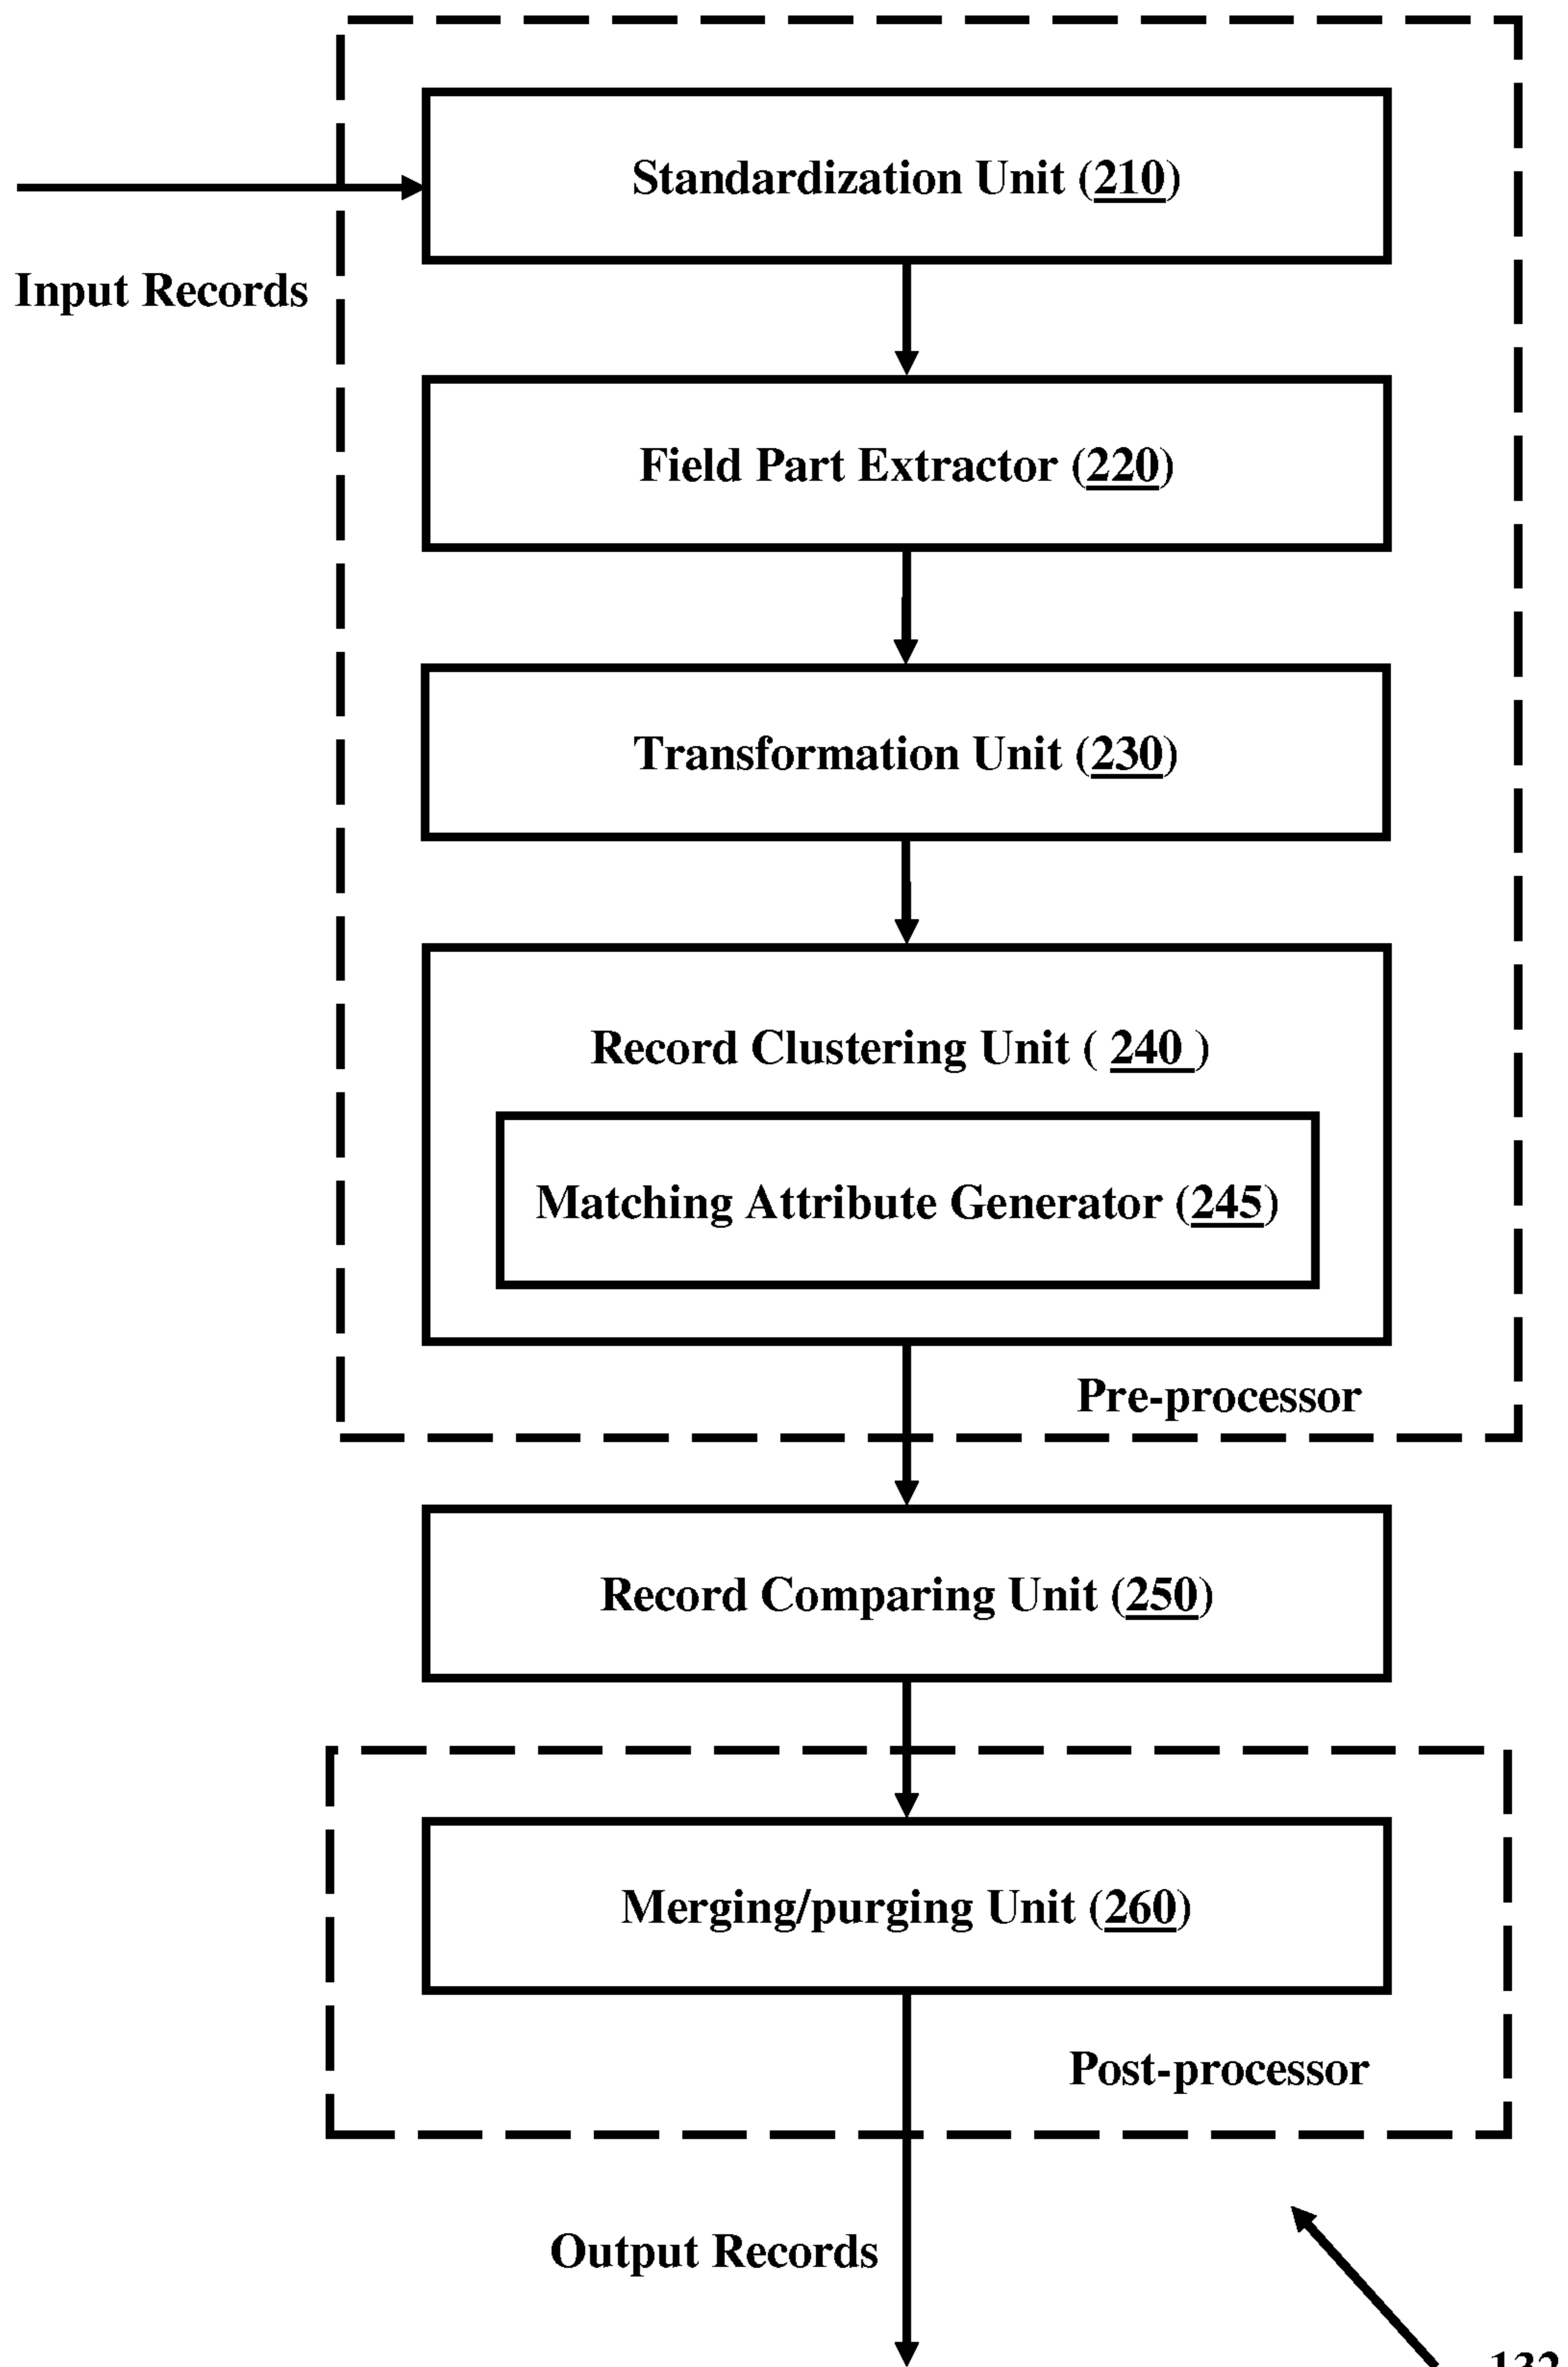 Standardization Unit (210)
Input Records
Field Part Extractor (220)
Transformation Unit (230)
Record Clustering Unit ( 240 )
Matching Attribute Generator (245)
Pre-processor
Record Comparing Unit (250)
Merging/purging Unit (260)
Post-processor
Output Records
132